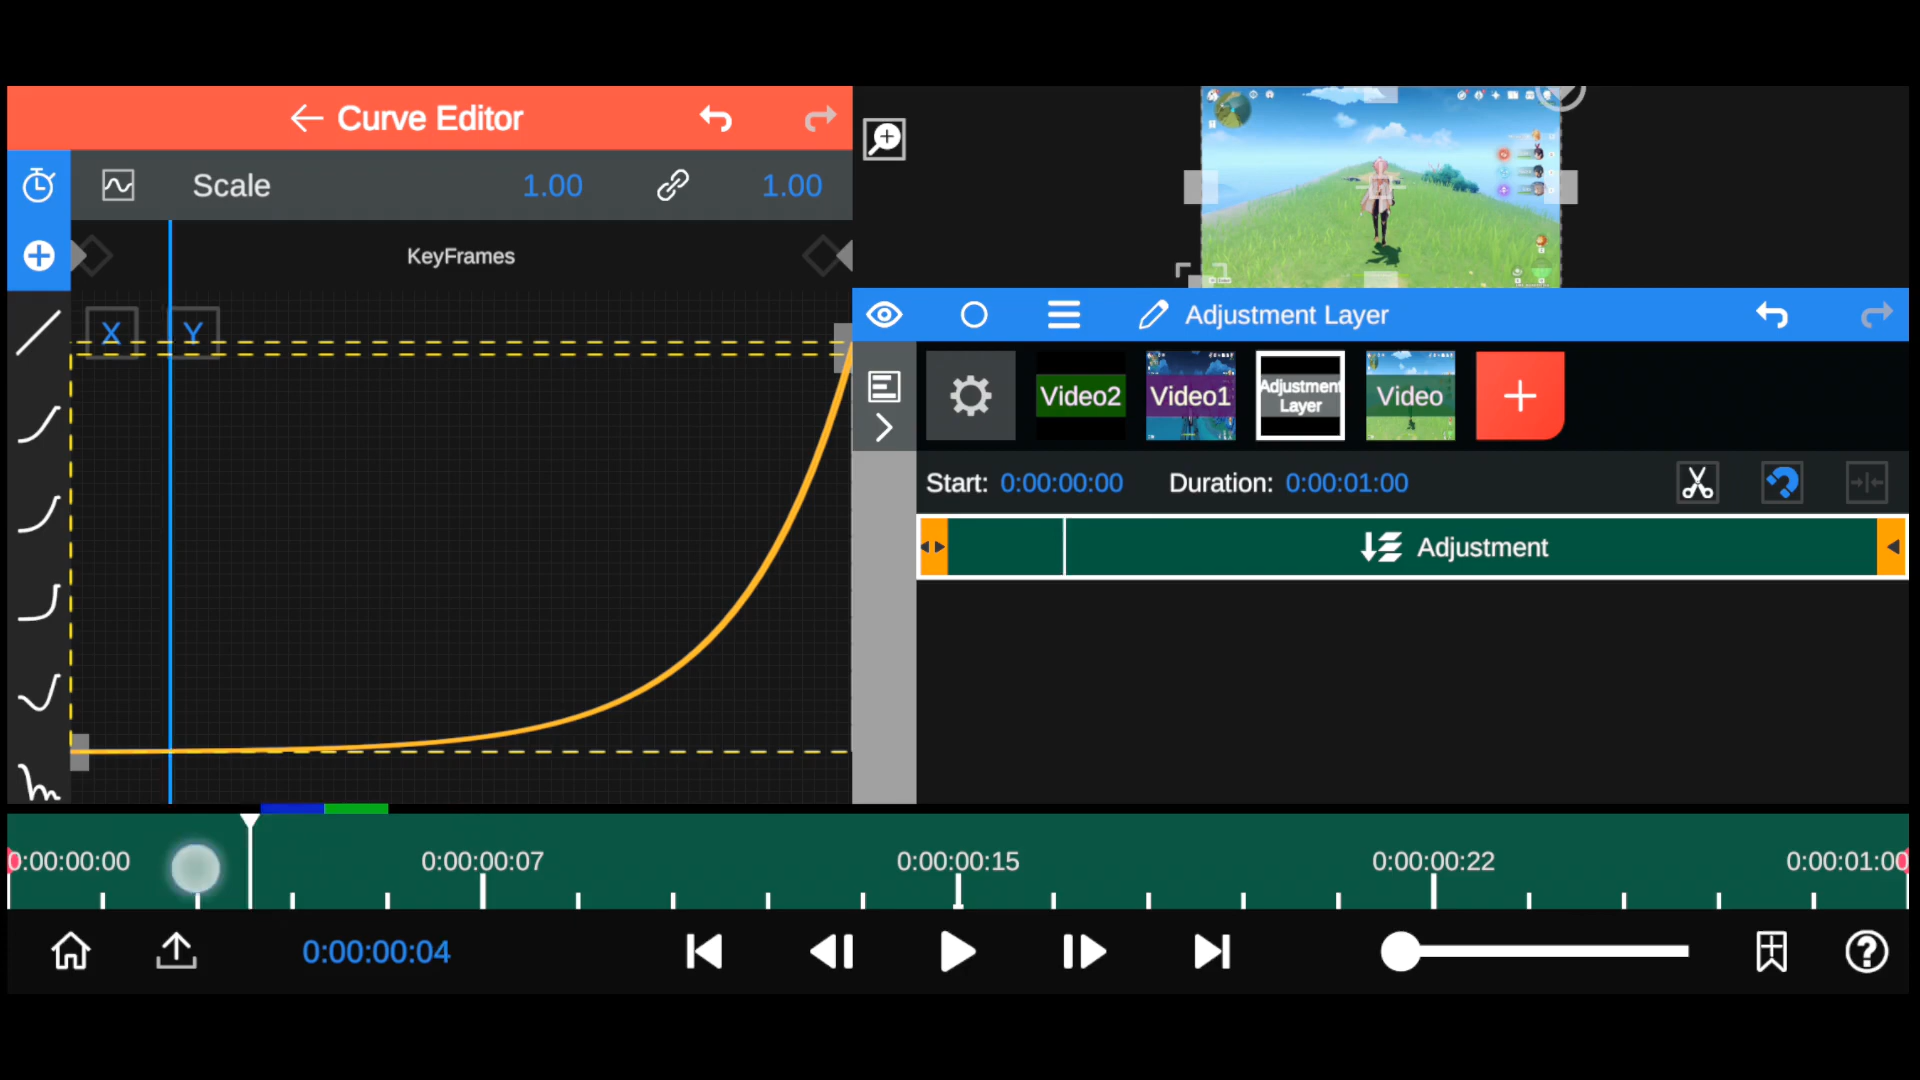 Curve Editor
Scale 1.00 1.00
KeyFrames
X Y
Adjustment Layer
Video2 Video1 Adjustment Layer Video
Start: 0:00:00:00 Duration: 0:00:01:00
Adjustment
0:00:00:00 0:00:00:07 0:00:00:15 0:00:00:22 0:00:01:00
0:00:00:04